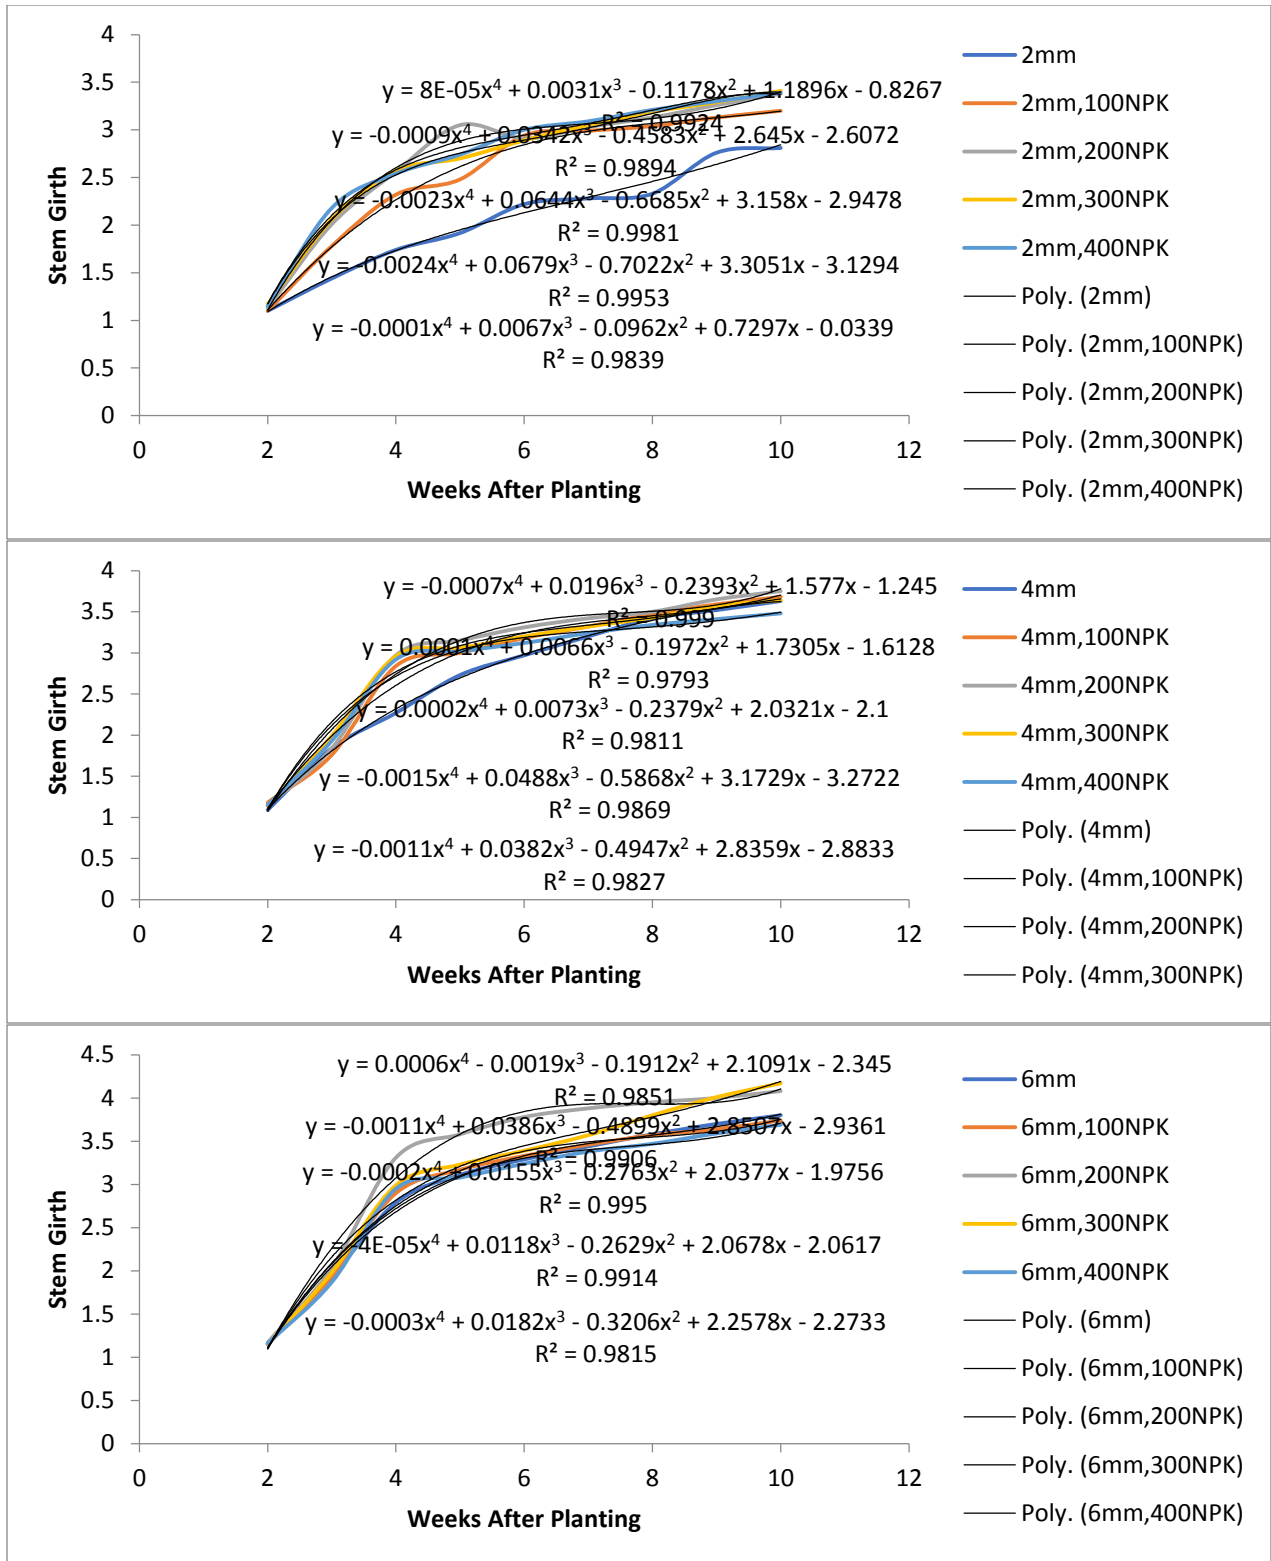 4
3.5
3
2.5
2
1.5
1
0.5
0
0 2 4 6 8 10 12
Stem Girth
Weeks After Planting
y = 8E-05x⁴ + 0.0031x³ - 0.1178x² + 1.1896x - 0.8267
R² = 0.9924
y = -0.0009x⁴ + 0.0342x³ - 0.4583x² + 2.645x - 2.6072
R² = 0.9894
y = -0.0023x⁴ + 0.0644x³ - 0.6685x² + 3.158x - 2.9478
R² = 0.9981
y = -0.0024x⁴ + 0.0679x³ - 0.7022x² + 3.3051x - 3.1294
R² = 0.9953
y = -0.0001x⁴ + 0.0067x³ - 0.0962x² + 0.7297x - 0.0339
R² = 0.9839
2mm
2mm,100NPK
2mm,200NPK
2mm,300NPK
2mm,400NPK
Poly. (2mm)
Poly. (2mm,100NPK)
Poly. (2mm,200NPK)
Poly. (2mm,300NPK)
Poly. (2mm,400NPK)
4
3.5
3
2.5
2
1.5
1
0.5
0
0 2 4 6 8 10 12
Stem Girth
Weeks After Planting
y = -0.0007x⁴ + 0.0196x³ - 0.2393x² + 1.577x - 1.245
R² = 0.999
y = 0.0001x⁴ + 0.0066x³ - 0.1972x² + 1.7305x - 1.6128
R² = 0.9793
y = 0.0002x⁴ + 0.0073x³ - 0.2379x² + 2.0321x - 2.1
R² = 0.9811
y = -0.0015x⁴ + 0.0488x³ - 0.5868x² + 3.1729x - 3.2722
R² = 0.9869
y = -0.0011x⁴ + 0.0382x³ - 0.4947x² + 2.8359x - 2.8833
R² = 0.9827
4mm
4mm,100NPK
4mm,200NPK
4mm,300NPK
4mm,400NPK
Poly. (4mm)
Poly. (4mm,100NPK)
Poly. (4mm,200NPK)
Poly. (4mm,300NPK)
4.5
4
3.5
3
2.5
2
1.5
1
0.5
0
0 2 4 6 8 10 12
Stem Girth
Weeks After Planting
y = 0.0006x⁴ - 0.0019x³ - 0.1912x² + 2.1091x - 2.345
R² = 0.9851
y = -0.0011x⁴ + 0.0386x³ - 0.4899x² + 2.8507x - 2.9361
R² = 0.9906
y = -0.0002x⁴ + 0.0155x³ - 0.2763x² + 2.0377x - 1.9756
R² = 0.995
y = -4E-05x⁴ + 0.0118x³ - 0.2629x² + 2.0678x - 2.0617
R² = 0.9914
y = -0.0003x⁴ + 0.0182x³ - 0.3206x² + 2.2578x - 2.2733
R² = 0.9815
6mm
6mm,100NPK
6mm,200NPK
6mm,300NPK
6mm,400NPK
Poly. (6mm)
Poly. (6mm,100NPK)
Poly. (6mm,200NPK)
Poly. (6mm,300NPK)
Poly. (6mm,400NPK)